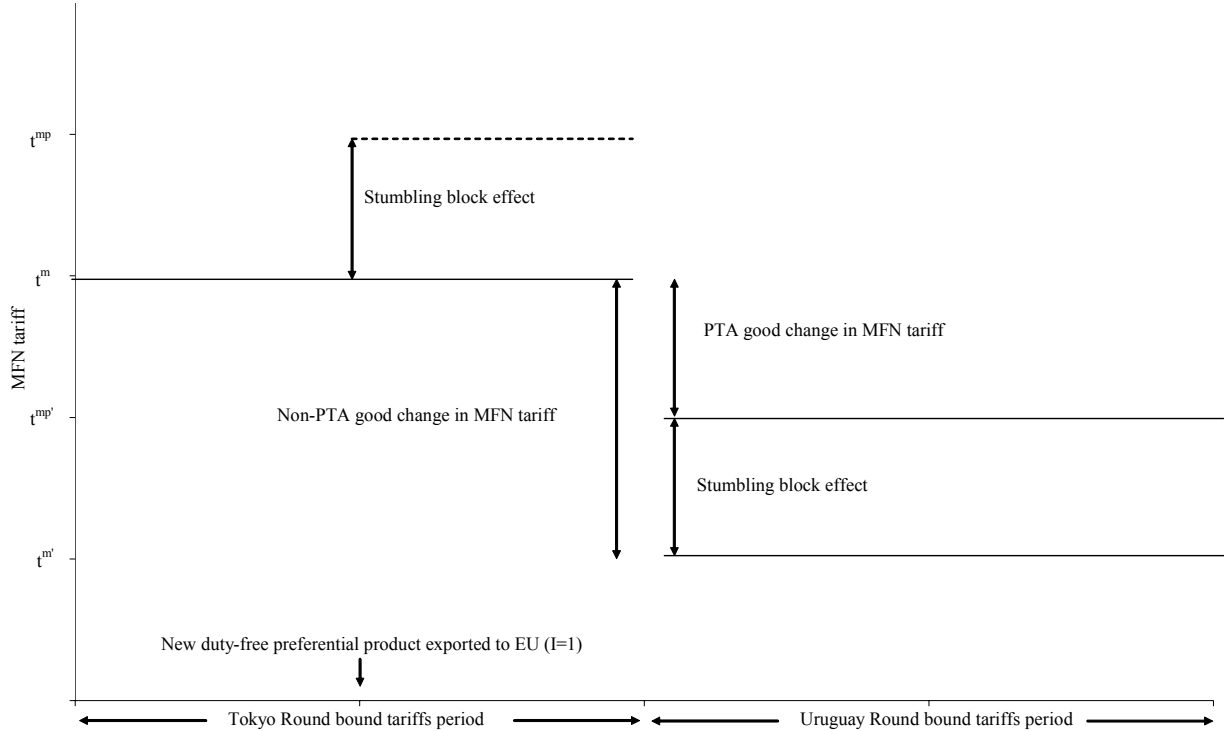 t^mp
Stumbling block effect
t^m
MFN tariff
PTA good change in MFN tariff
Non-PTA good change in MFN tariff
t^mp'
Stumbling block effect
t^m'
New duty-free preferential product exported to EU (I=1)
Tokyo Round bound tariffs period
Uruguay Round bound tariffs period